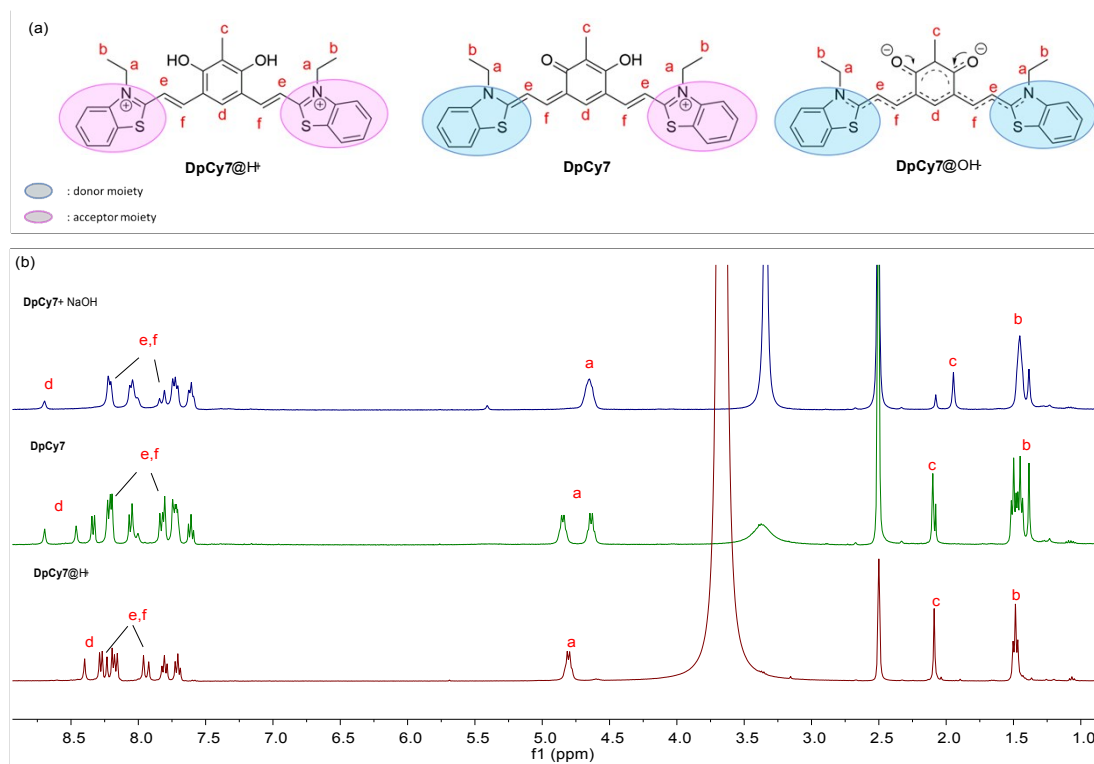 (a)
b
a
N
+
S
e
f
HO
c
OH
d
e
f
N
+
S
a
b
DpCy7@H+
b
a
N
S
e
f
O
c
OH
d
e
f
N
+
S
a
b
DpCy7
b
a
N
S
e
f
O
c
O
d
e
f
N
S
a
b
DpCy7@OH-
: donor moiety
: acceptor moiety
(b)
DpCy7+ NaOH
d
e,f
a
c
b
DpCy7
d
e,f
a
c
b
DpCy7@H+
d
e,f
a
c
b
8.5 8.0 7.5 7.0 6.5 6.0 5.5 5.0 4.5 4.0 3.5 3.0 2.5 2.0 1.5 1.0
f1 (ppm)